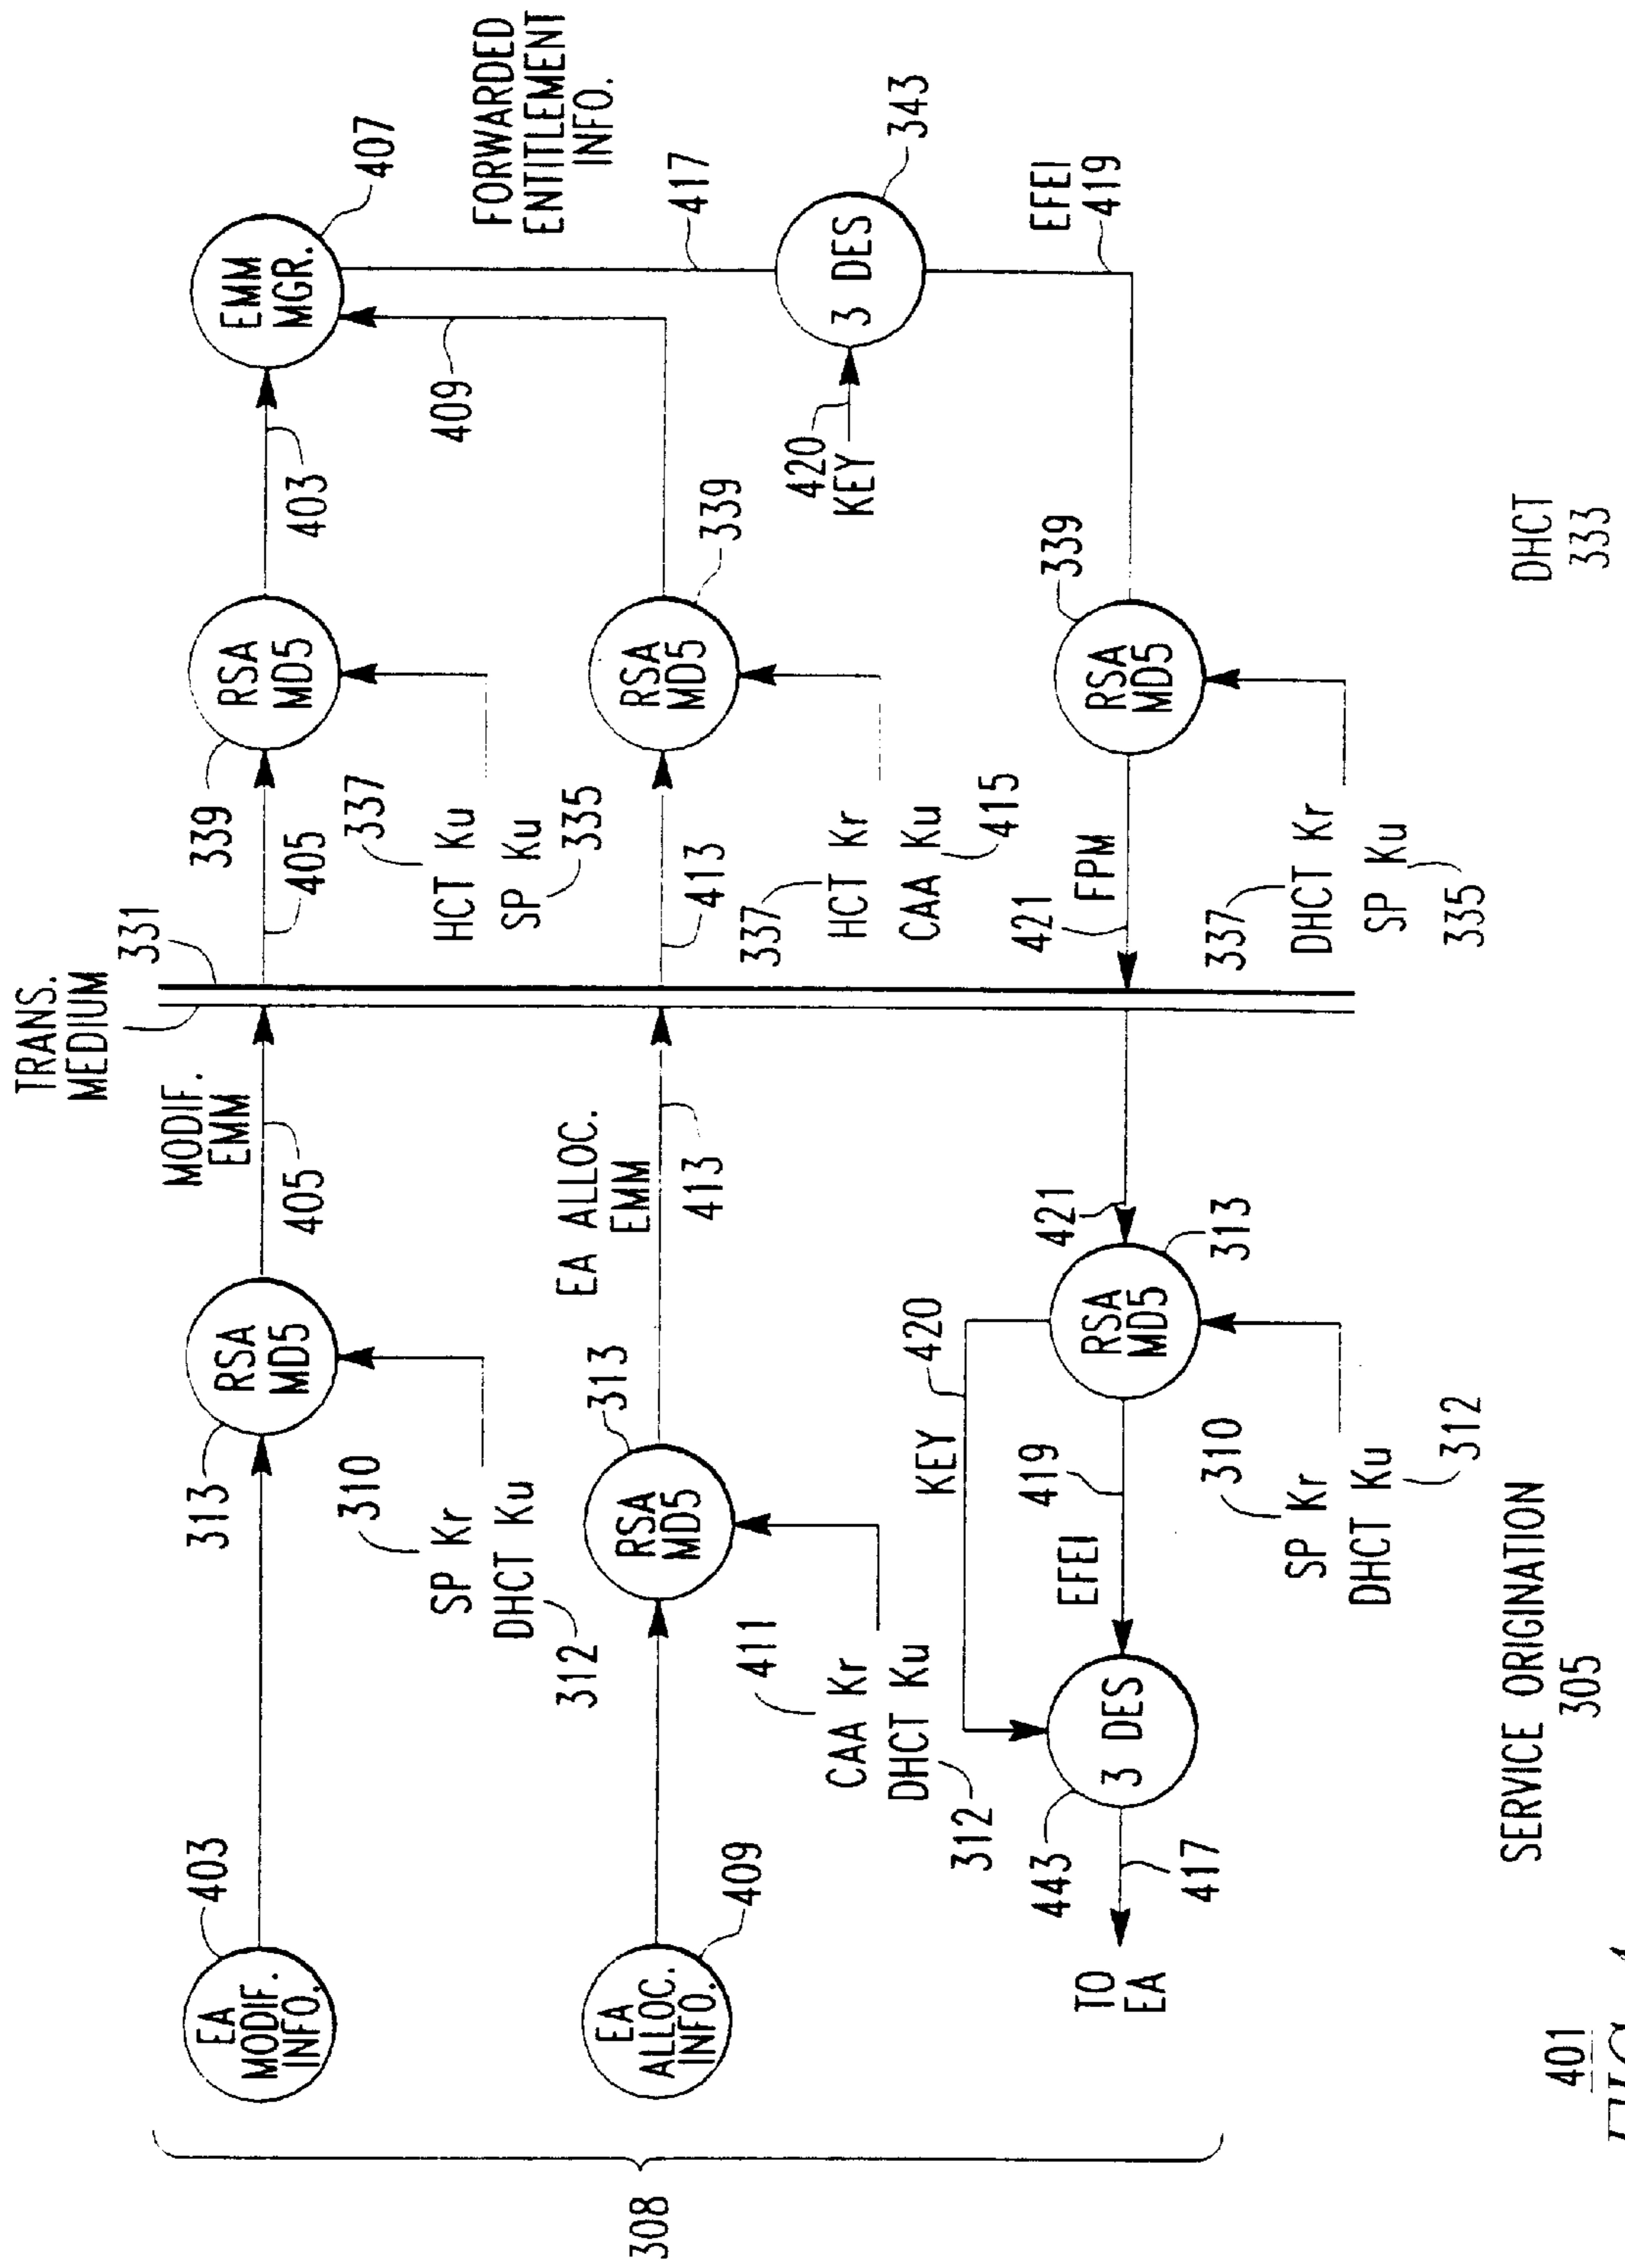 TRANS.
MEDIUM
331
EA
MODIF.
INFO.
403
313
RSA
MD5
MODIF.
EMM
405
405
339
RSA
MD5
403
EMM
MGR.
407
310
SP Kr
DHCT Ku
312
337
HCT Ku
SP Ku
335
409
FORWARDED
ENTITLEMENT
INFO.
417
EA
ALLOC.
INFO.
409
RSA
MD5
313
EA ALLOC.
EMM
413
413
RSA
MD5
339
411
CAA Kr
DHCT Ku
312
337
HCT Kr
CAA Ku
415
420
KEY
3 DES
343
EFEI
419
308
TO
EA
417
443
3 DES
KEY
420
EFEI
419
RSA
MD5
313
421
421
FPM
RSA
MD5
339
310
SP Kr
DHCT Ku
312
337
DHCT Kr
SP Ku
335
SERVICE ORIGINATION
305
DHCT
333
401